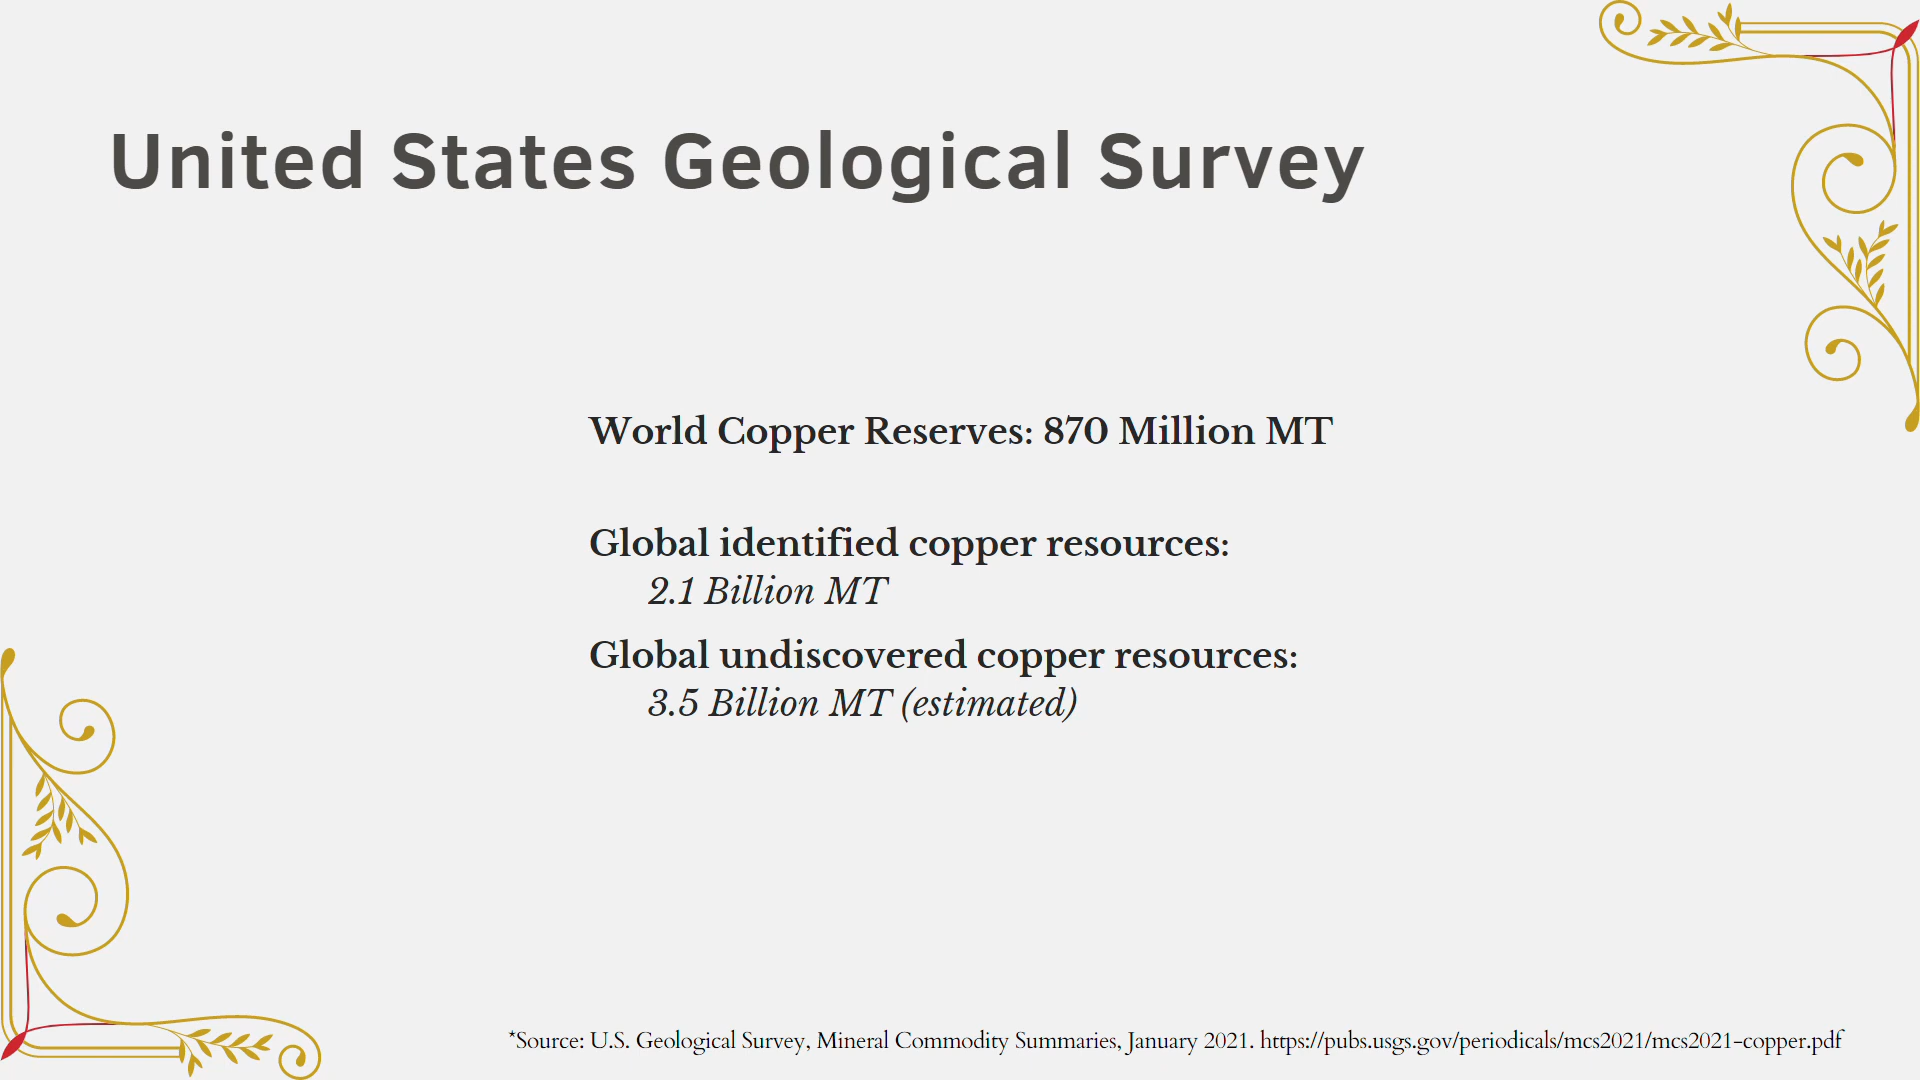 United States Geological Survey
World Copper Reserves: 870 Million MT
Global identified copper resources:
2.1 Billion MT
Global undiscovered copper resources:
3.5 Billion MT (estimated)
*Source: U.S. Geological Survey, Mineral Commodity Summaries, January 2021. https://pubs.usgs.gov/periodicals/mcs2021/mcs2021-copper.pdf